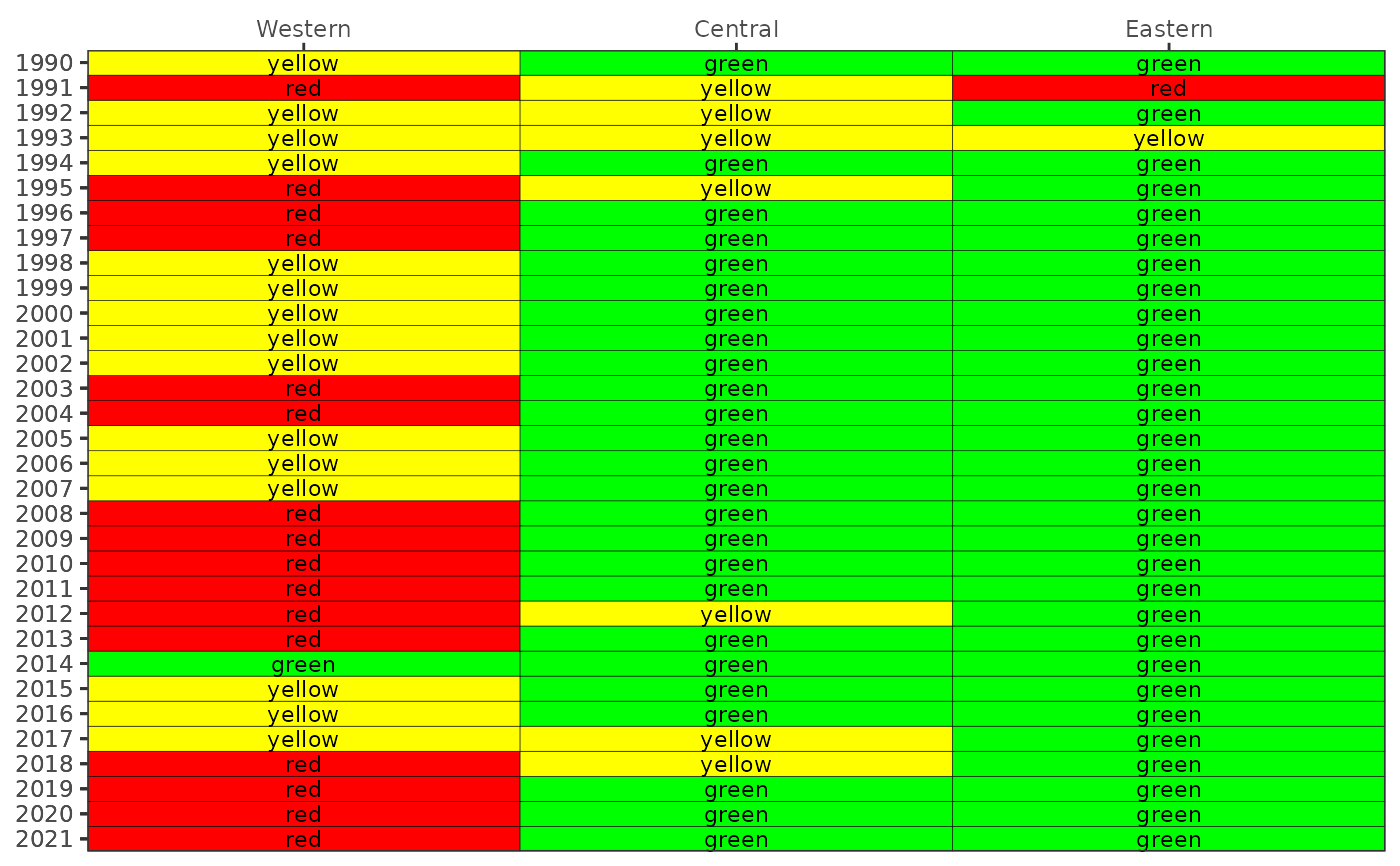 Western Central Eastern
1990 yellow green green
1991 red yellow red
1992 yellow yellow green
1993 yellow yellow yellow
1994 yellow green green
1995 red yellow green
1996 red green green
1997 red green green
1998 yellow green green
1999 yellow green green
2000 yellow green green
2001 yellow green green
2002 yellow green green
2003 red green green
2004 red green green
2005 yellow green green
2006 yellow green green
2007 yellow green green
2008 red green green
2009 red green green
2010 red green green
2011 red green green
2012 red yellow green
2013 red green green
2014 green green green
2015 yellow green green
2016 yellow green green
2017 yellow yellow green
2018 red yellow green
2019 red green green
2020 red green green
2021 red green green